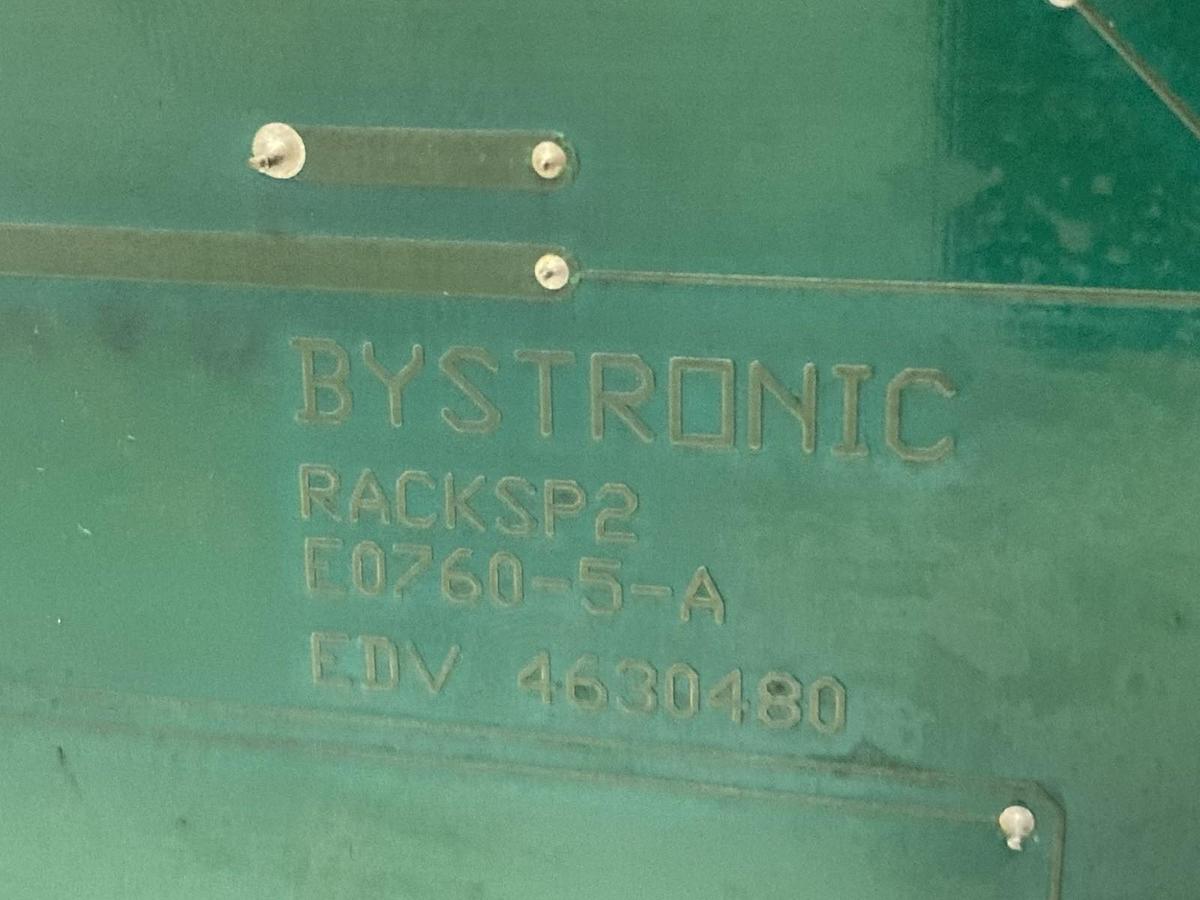 BYSTRONIC
RACKSP2
E0760-5-A
EDV 4630480